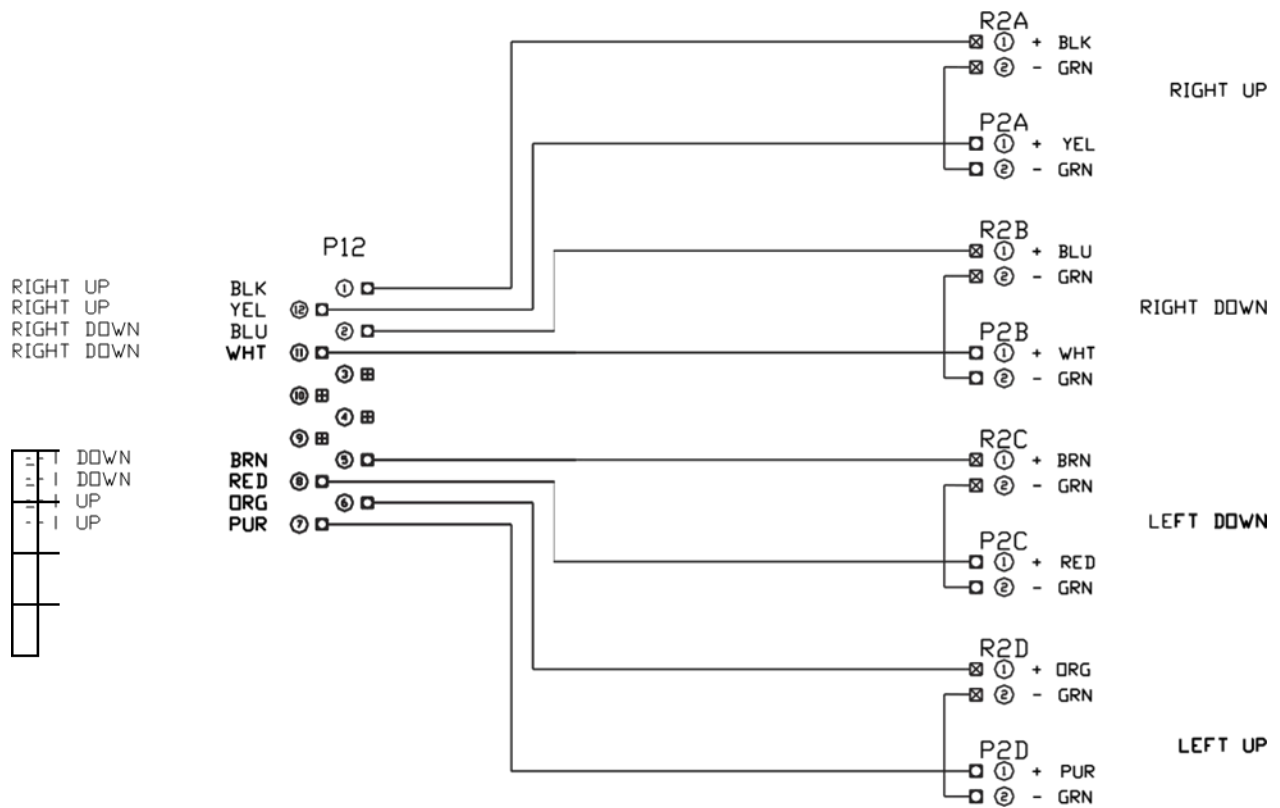 R2A
① + BLK
② - GRN
RIGHT UP
P2A
① + YEL
② - GRN
R2B
① + BLU
② - GRN
RIGHT DOWN
P2B
① + WHT
② - GRN
P12
RIGHT UP BLK ①
RIGHT UP YEL ⑫
RIGHT DOWN BLU ②
RIGHT DOWN WHT ⑪
③
⑩
④
⑨
DOWN BRN ⑤
DOWN RED ⑧
UP ORG ⑥
UP PUR ⑦
R2C
① + BRN
② - GRN
LEFT DOWN
P2C
① + RED
② - GRN
R2D
① + ORG
② - GRN
LEFT UP
P2D
① + PUR
② - GRN